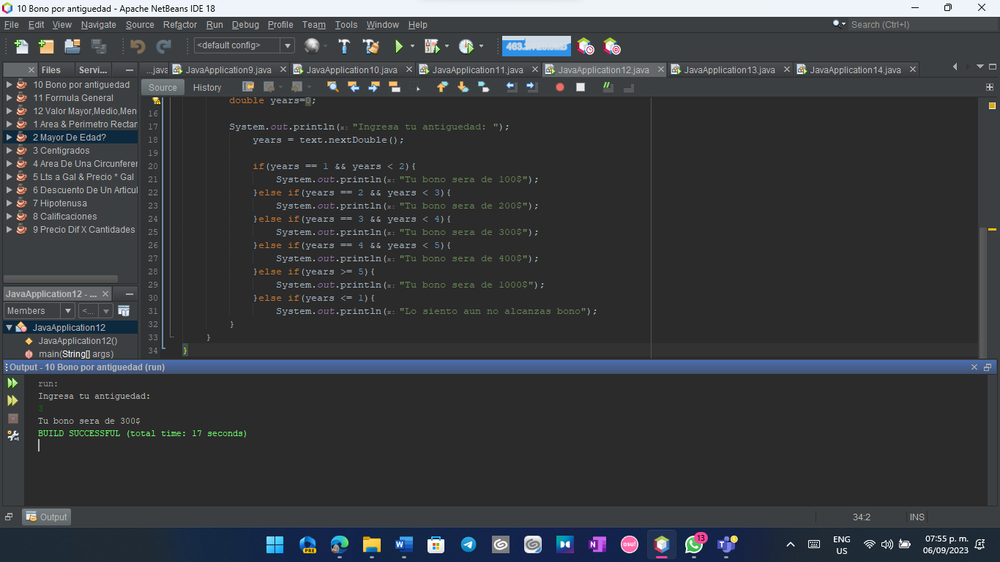 10 Bono por antiguedad - Apache NetBeans IDE 18
File Edit View Navigate Source Refactor Run Debug Profile Team Tools Window Help
Search (Ctrl+I)
<default config>
Files Servi...
...java JavaApplication9.java JavaApplication10.java JavaApplication11.java JavaApplication12.java JavaApplication13.java JavaApplication14.java
Source History
10 Bono por antiguedad
11 Formula General
12 Valor Mayor,Medio,Men
1 Area & Perimetro Rectar
2 Mayor De Edad?
3 Centigrados
4 Area De Una Circunferer
5 Lts a Gal & Precio * Gal
6 Descuento De Un Articul
7 Hipotenusa
8 Calificaciones
9 Precio Dif X Cantidades
JavaApplication12 - ...
Members <...
JavaApplication12
JavaApplication12()
main(String[] args)
double years=0;
16
17 System.out.println(x: "Ingresa tu antiguedad: ");
18 years = text.nextDouble();
19
20 if(years == 1 && years < 2){
21 System.out.println(x: "Tu bono sera de 100$");
22 }else if(years == 2 && years < 3){
23 System.out.println(x: "Tu bono sera de 200$");
24 }else if(years == 3 && years < 4){
25 System.out.println(x: "Tu bono sera de 300$");
26 }else if(years == 4 && years < 5){
27 System.out.println(x: "Tu bono sera de 400$");
28 }else if(years >= 5){
29 System.out.println(x: "Tu bono sera de 1000$");
30 }else if(years <= 1){
31 System.out.println(x: "Lo siento aun no alcanzas bono");
32 }
33 }
34 }
Output - 10 Bono por antiguedad (run)
run:
Ingresa tu antiguedad:
3
Tu bono sera de 300$
BUILD SUCCESSFUL (total time: 17 seconds)
Output
34:2 INS
PRE
osu!
13
ENG
US
07:55 p. m.
06/09/2023